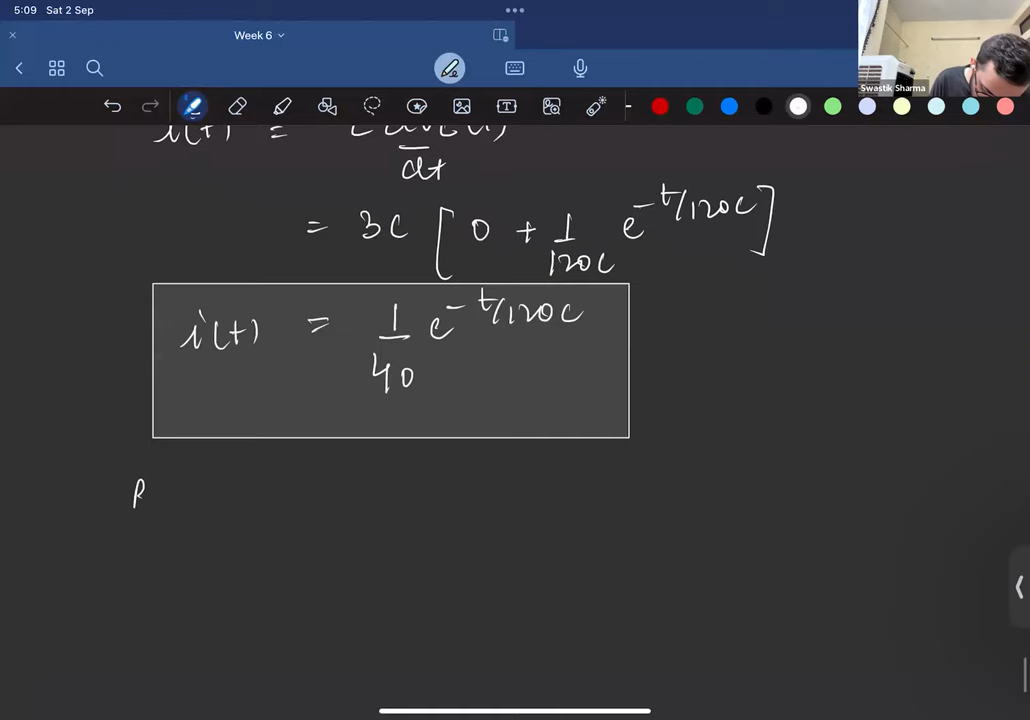 5:09 Sat 2 Sep
Week 6
Swastik Sharma
i(t) =
dt
= 3C [ 0 + 1/120C e^-t/120C ]
i(t) = 1/40 e^-t/120C